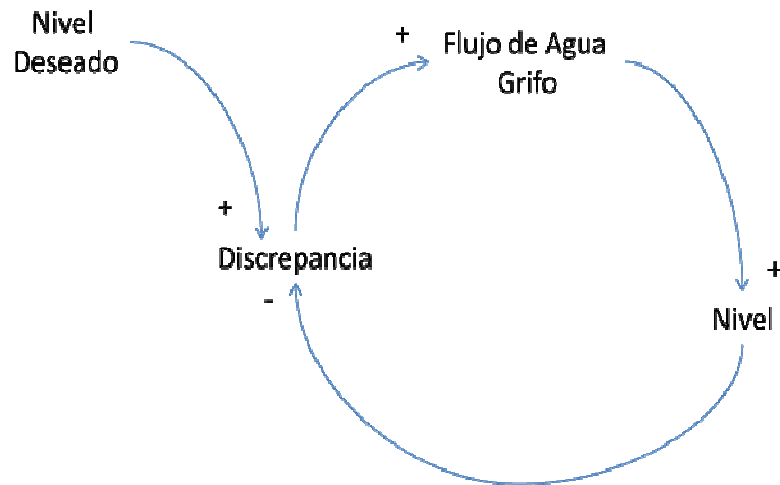 Nivel
Deseado
+
Flujo de Agua
Grifo
+
Discrepancia
-
+
Nivel